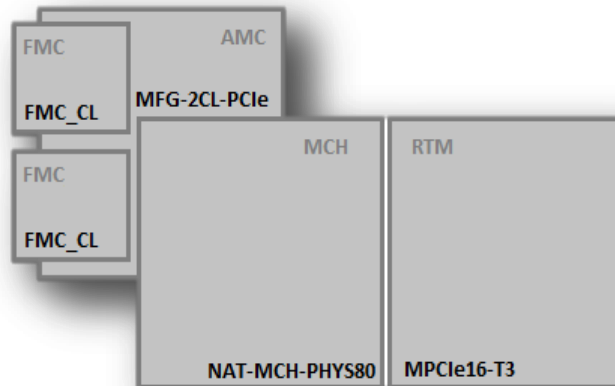 FMC
AMC
FMC_CL
MFG-2CL-PCIe
FMC
FMC_CL
MCH
RTM
NAT-MCH-PHYS80
MPCIe16-T3